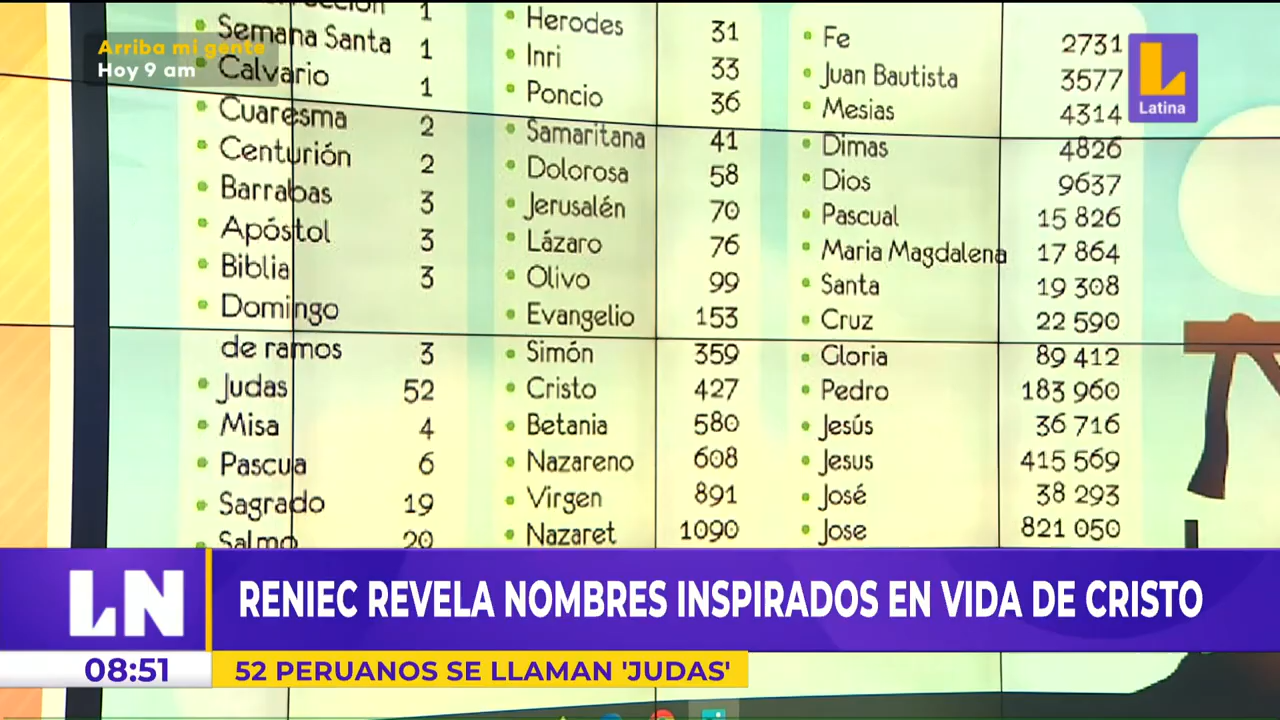 Semana Santa 1
Calvario 1
Cuaresma 2
Centurión 2
Barrabas 3
Apóstol 3
Biblia 3
Domingo
de ramos 3
Judas 52
Misa 4
Pascua 6
Sagrado 19
Salmo 20
Herodes 31
Inri 33
Poncio 36
Samaritana 41
Dolorosa 58
Jerusalén 70
Lázaro 76
Olivo 99
Evangelio 153
Simón 359
Cristo 427
Betania 580
Nazareno 608
Virgen 891
Nazaret 1090
Fe 2731
Juan Bautista 3577
Mesias 4314
Dimas 4826
Dios 9637
Pascual 15 826
Maria Magdalena 17 864
Santa 19 308
Cruz 22 590
Gloria 89 412
Pedro 183 960
Jesús 36 716
Jesus 415 569
José 38 293
Jose 821 050
Arriba mi gente
Hoy 9 am
Latina
LN
RENIEC REVELA NOMBRES INSPIRADOS EN VIDA DE CRISTO
08:51
52 PERUANOS SE LLAMAN 'JUDAS'